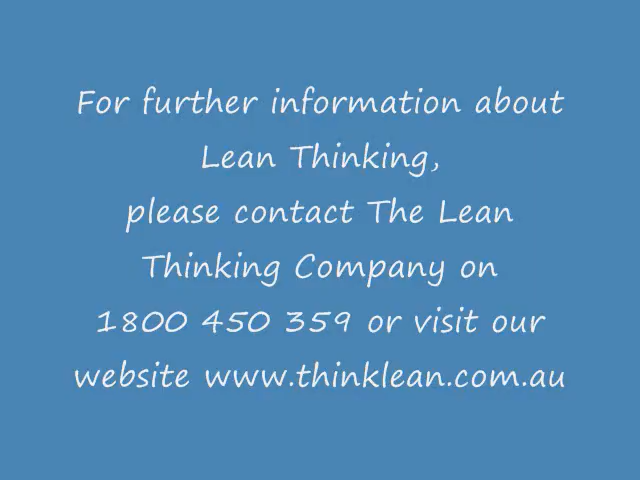 For further information about
Lean Thinking,
please contact The Lean
Thinking Company on
1800 450 359 or visit our
website www.thinklean.com.au